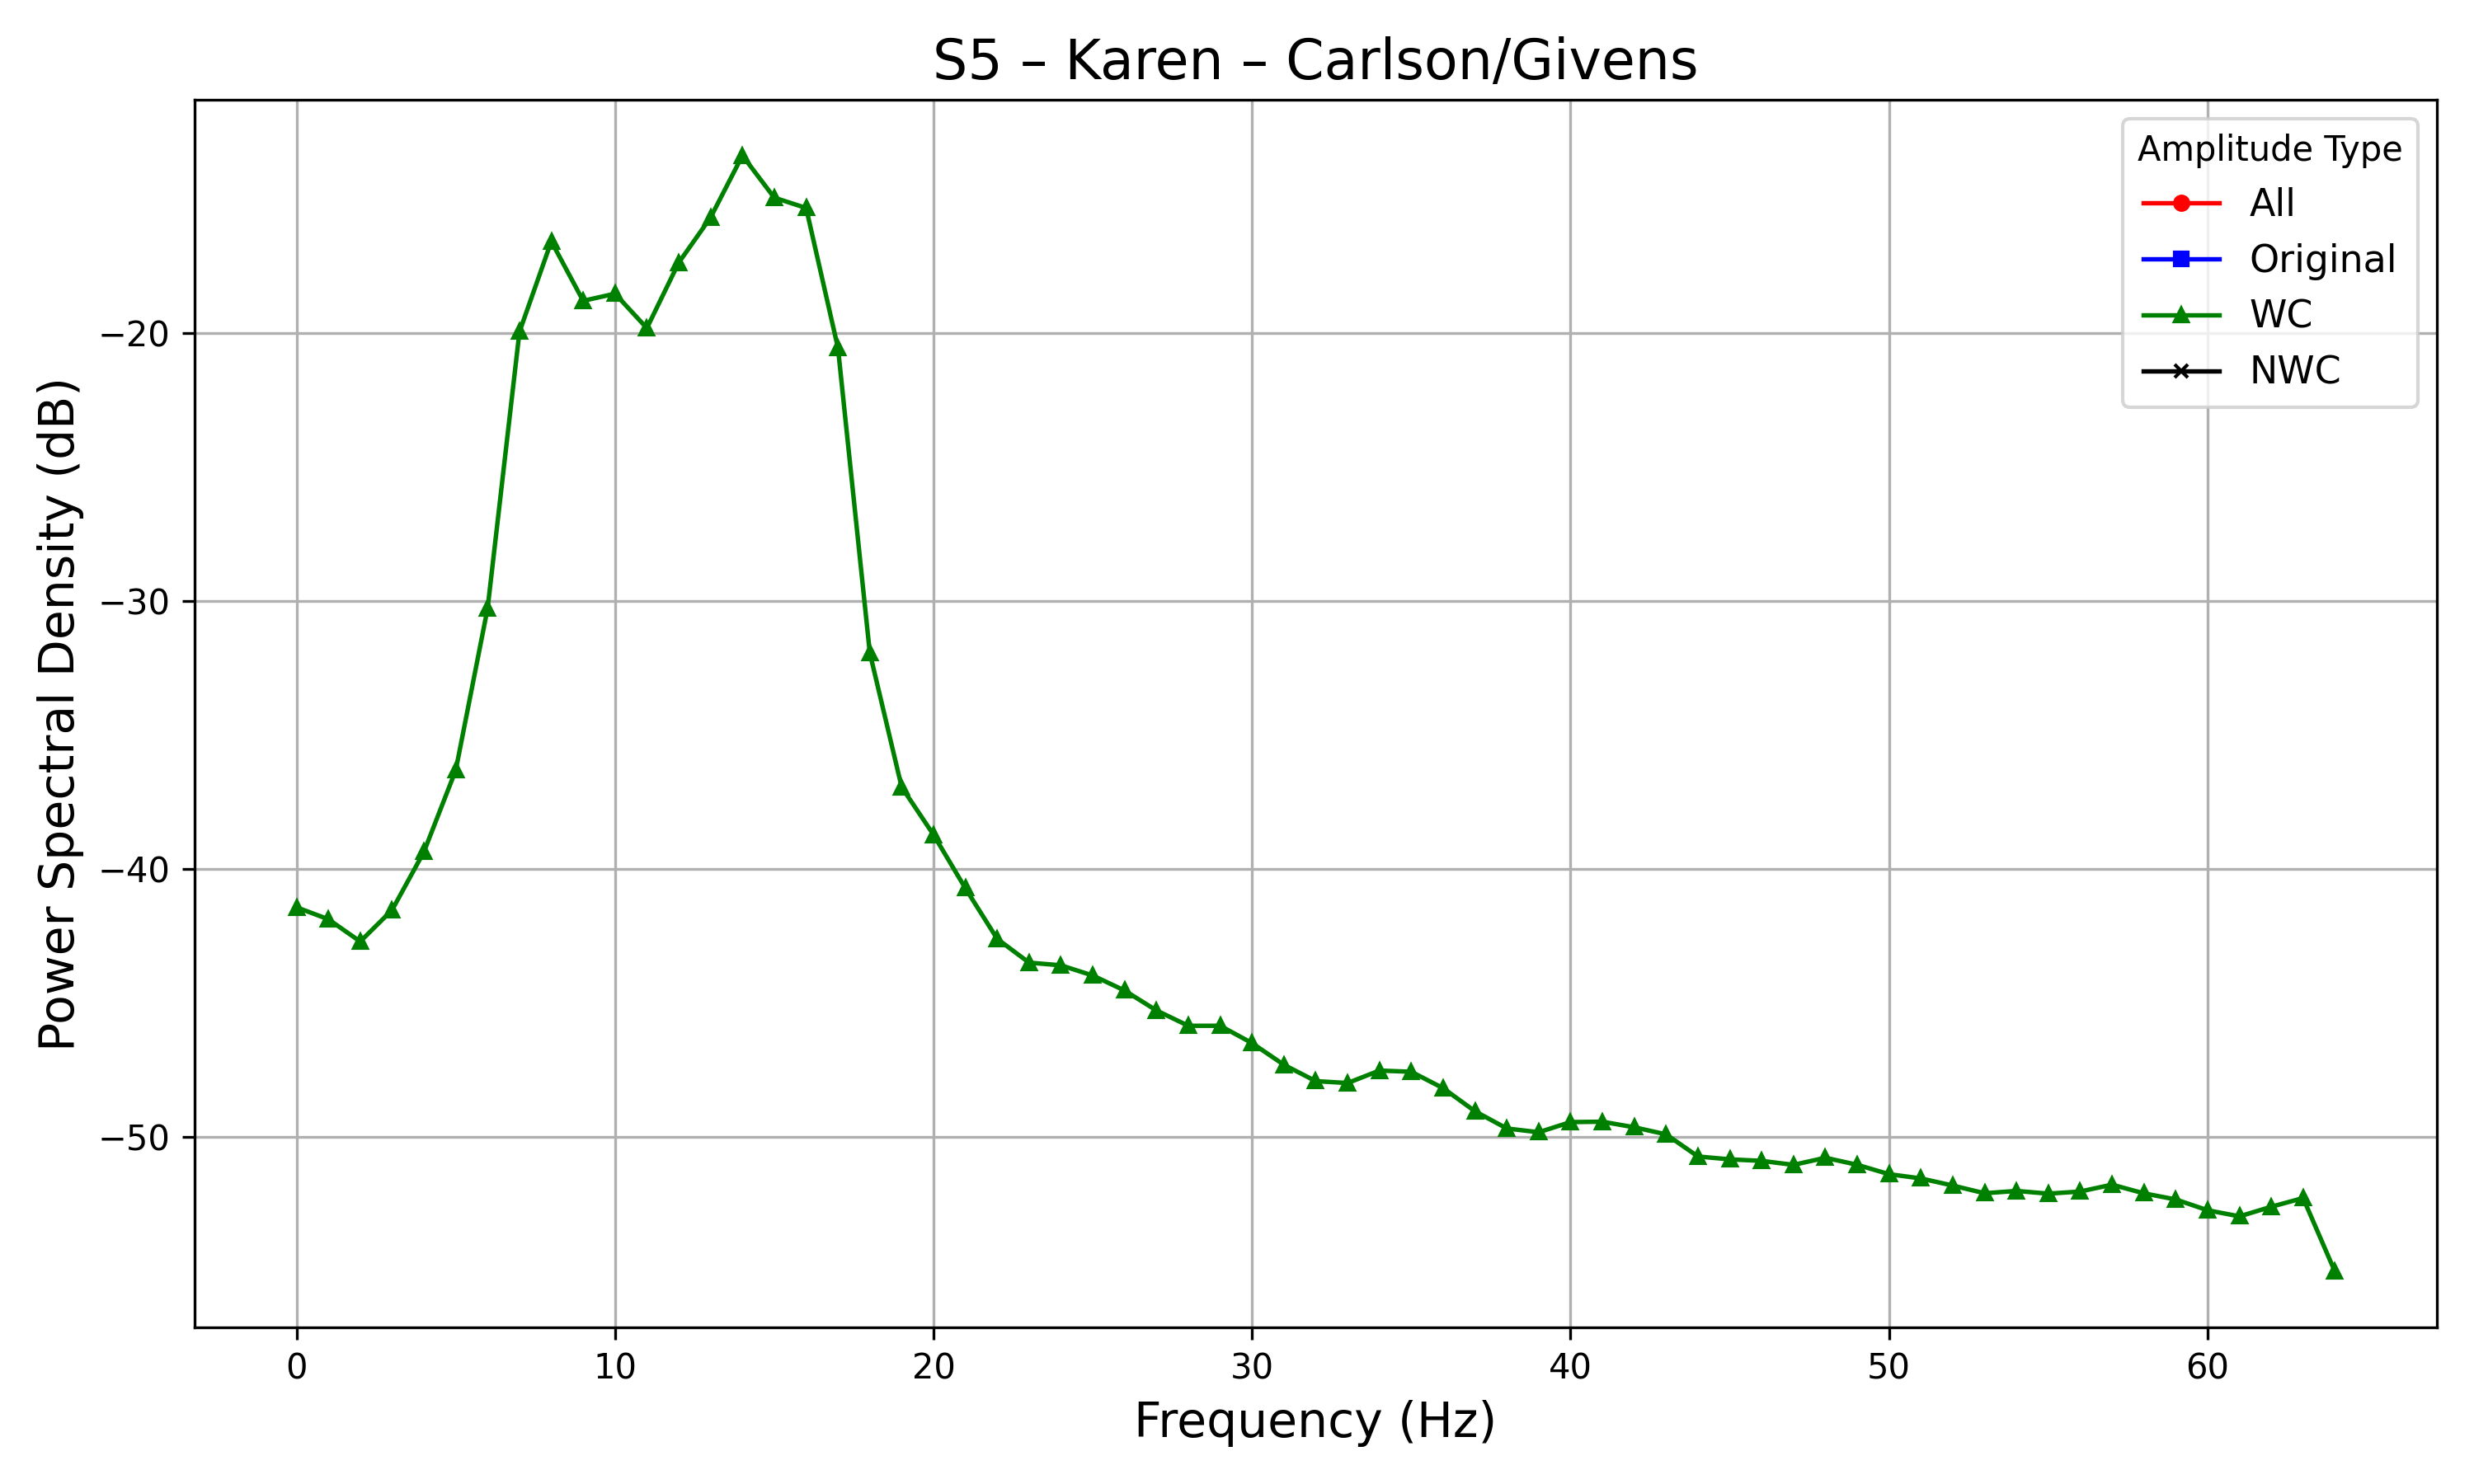 S5 – Karen – Carlson/Givens
Amplitude Type
All
Original
WC
NWC
Power Spectral Density (dB)
−20
−30
−40
−50
0 10 20 30 40 50 60
Frequency (Hz)